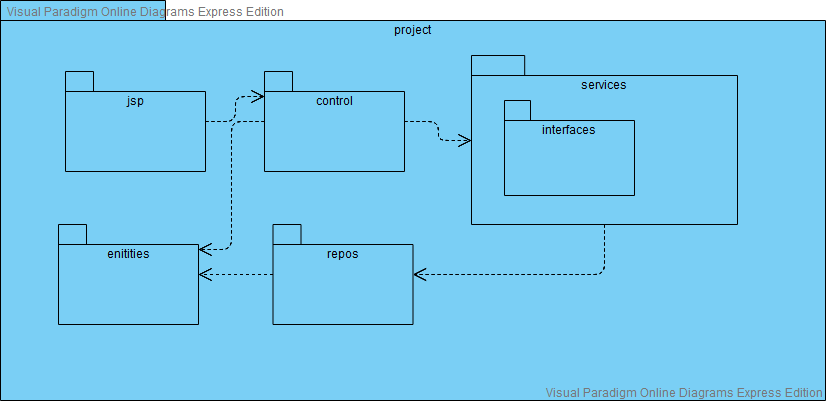 Visual Paradigm Online Diagrams Express Edition
project
services
jsp
control
interfaces
enitities
repos
Visual Paradigm Online Diagrams Express Edition